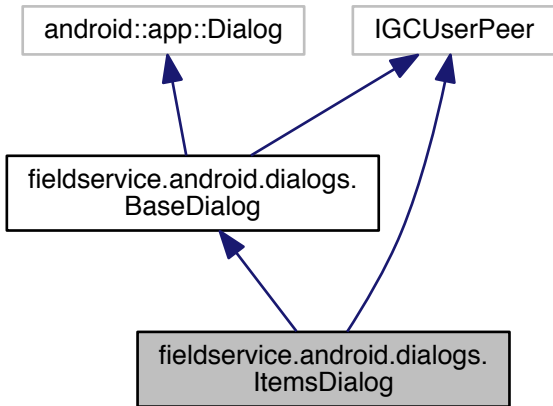 android::app::Dialog
IGCUserPeer
fieldservice.android.dialogs.
BaseDialog
fieldservice.android.dialogs.
ItemsDialog